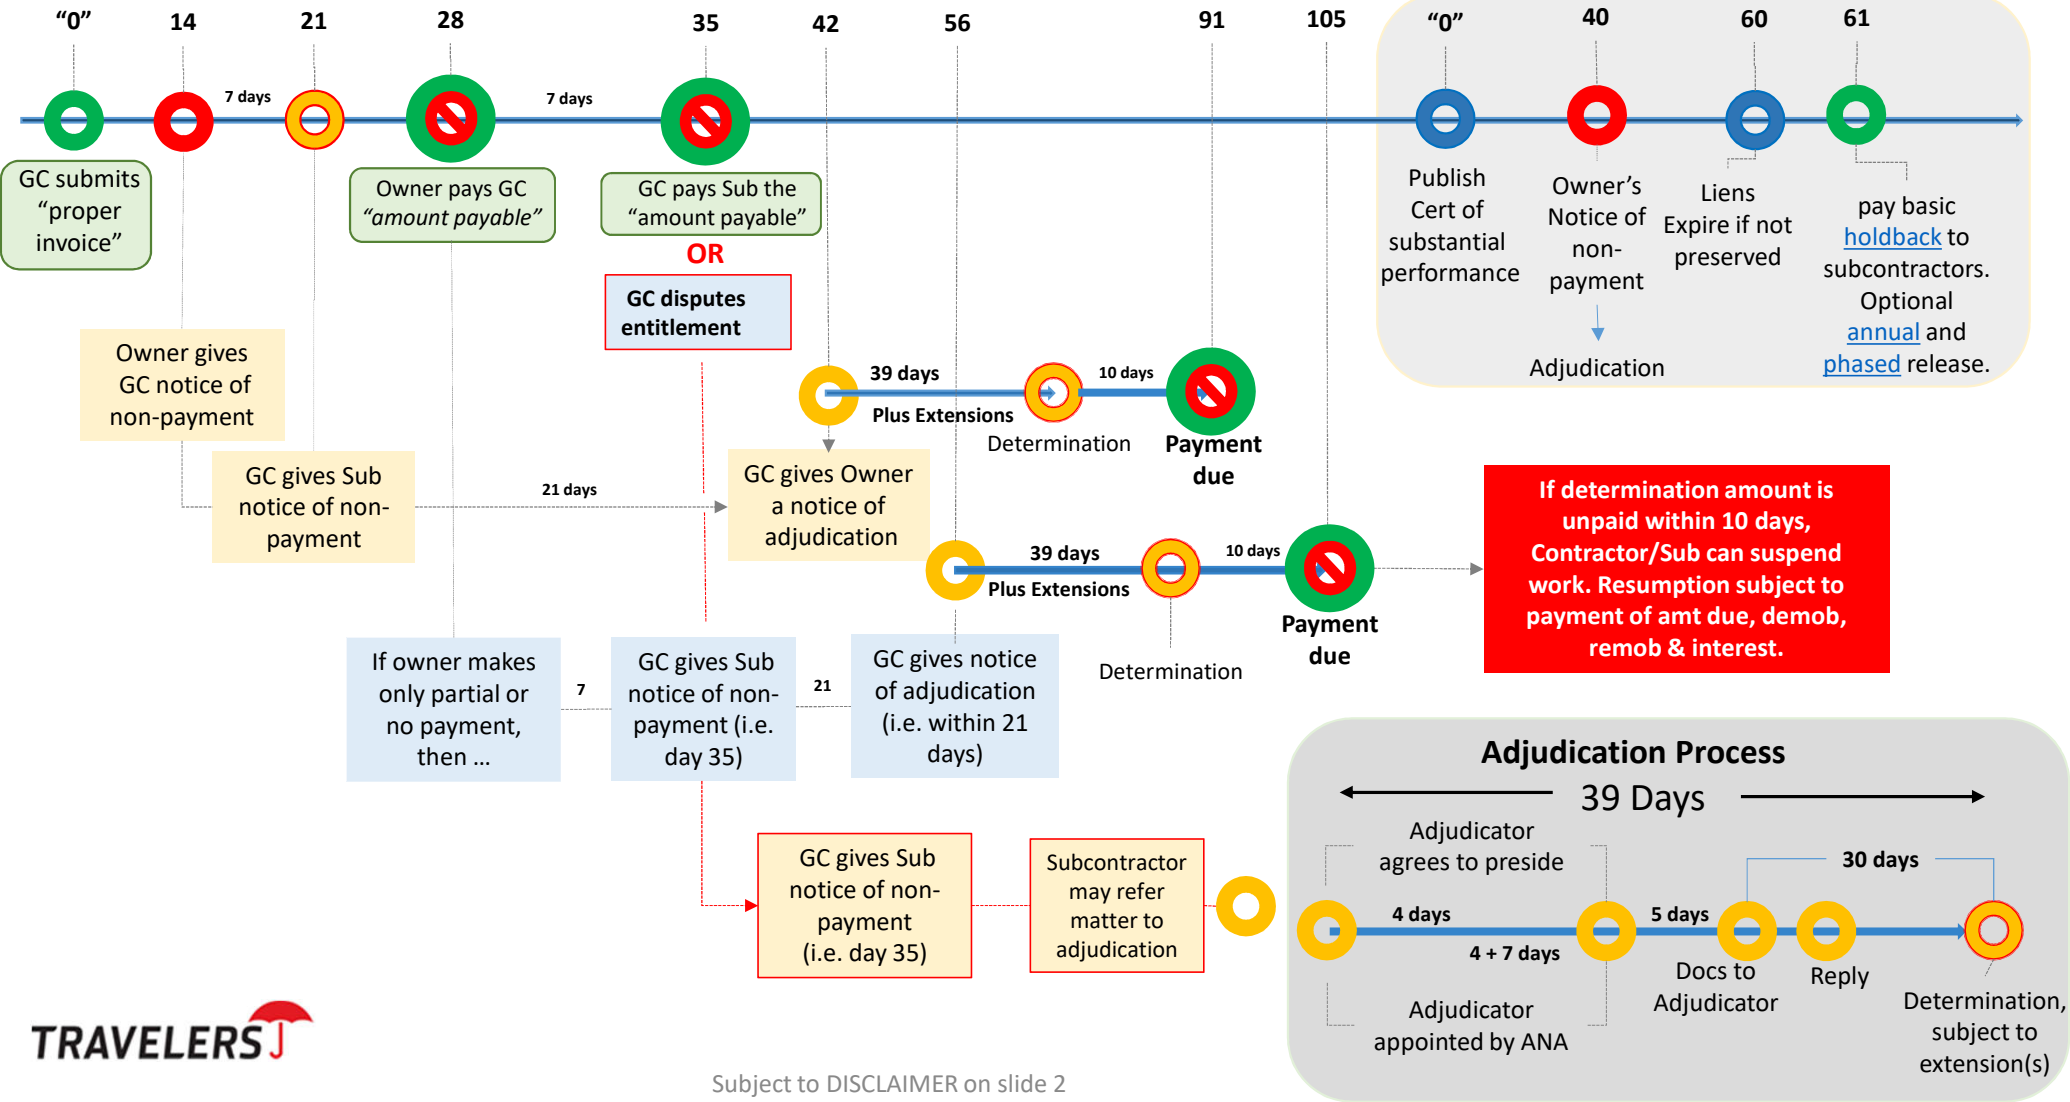 “0”
14
21
28
35
42
56
91
105
“0”
40
60
61
7 days
7 days
GC submits
“proper
invoice”
Owner pays GC
“amount payable”
GC pays Sub the
“amount payable”
OR
GC disputes
entitlement
Publish
Cert of
substantial
performance
Owner’s
Notice of
non-
payment
Adjudication
Liens
Expire if not
preserved
pay basic
holdback to
subcontractors.
Optional
annual and
phased release.
Owner gives
GC notice of
non-payment
39 days
Plus Extensions
10 days
Determination
Payment
due
GC gives Sub
notice of non-
payment
21 days
GC gives Owner
a notice of
adjudication
39 days
Plus Extensions
10 days
Determination
Payment
due
If determination amount is
unpaid within 10 days,
Contractor/Sub can suspend
work. Resumption subject to
payment of amt due, demob,
remob & interest.
If owner makes
only partial or
no payment,
then ...
7
GC gives Sub
notice of non-
payment (i.e.
day 35)
21
GC gives notice
of adjudication
(i.e. within 21
days)
GC gives Sub
notice of non-
payment
(i.e. day 35)
Subcontractor
may refer
matter to
adjudication
Adjudication Process
39 Days
Adjudicator
agrees to preside
30 days
4 days
4 + 7 days
5 days
Docs to
Adjudicator
Reply
Adjudicator
appointed by ANA
Determination,
subject to
extension(s)
TRAVELERS
Subject to DISCLAIMER on slide 2